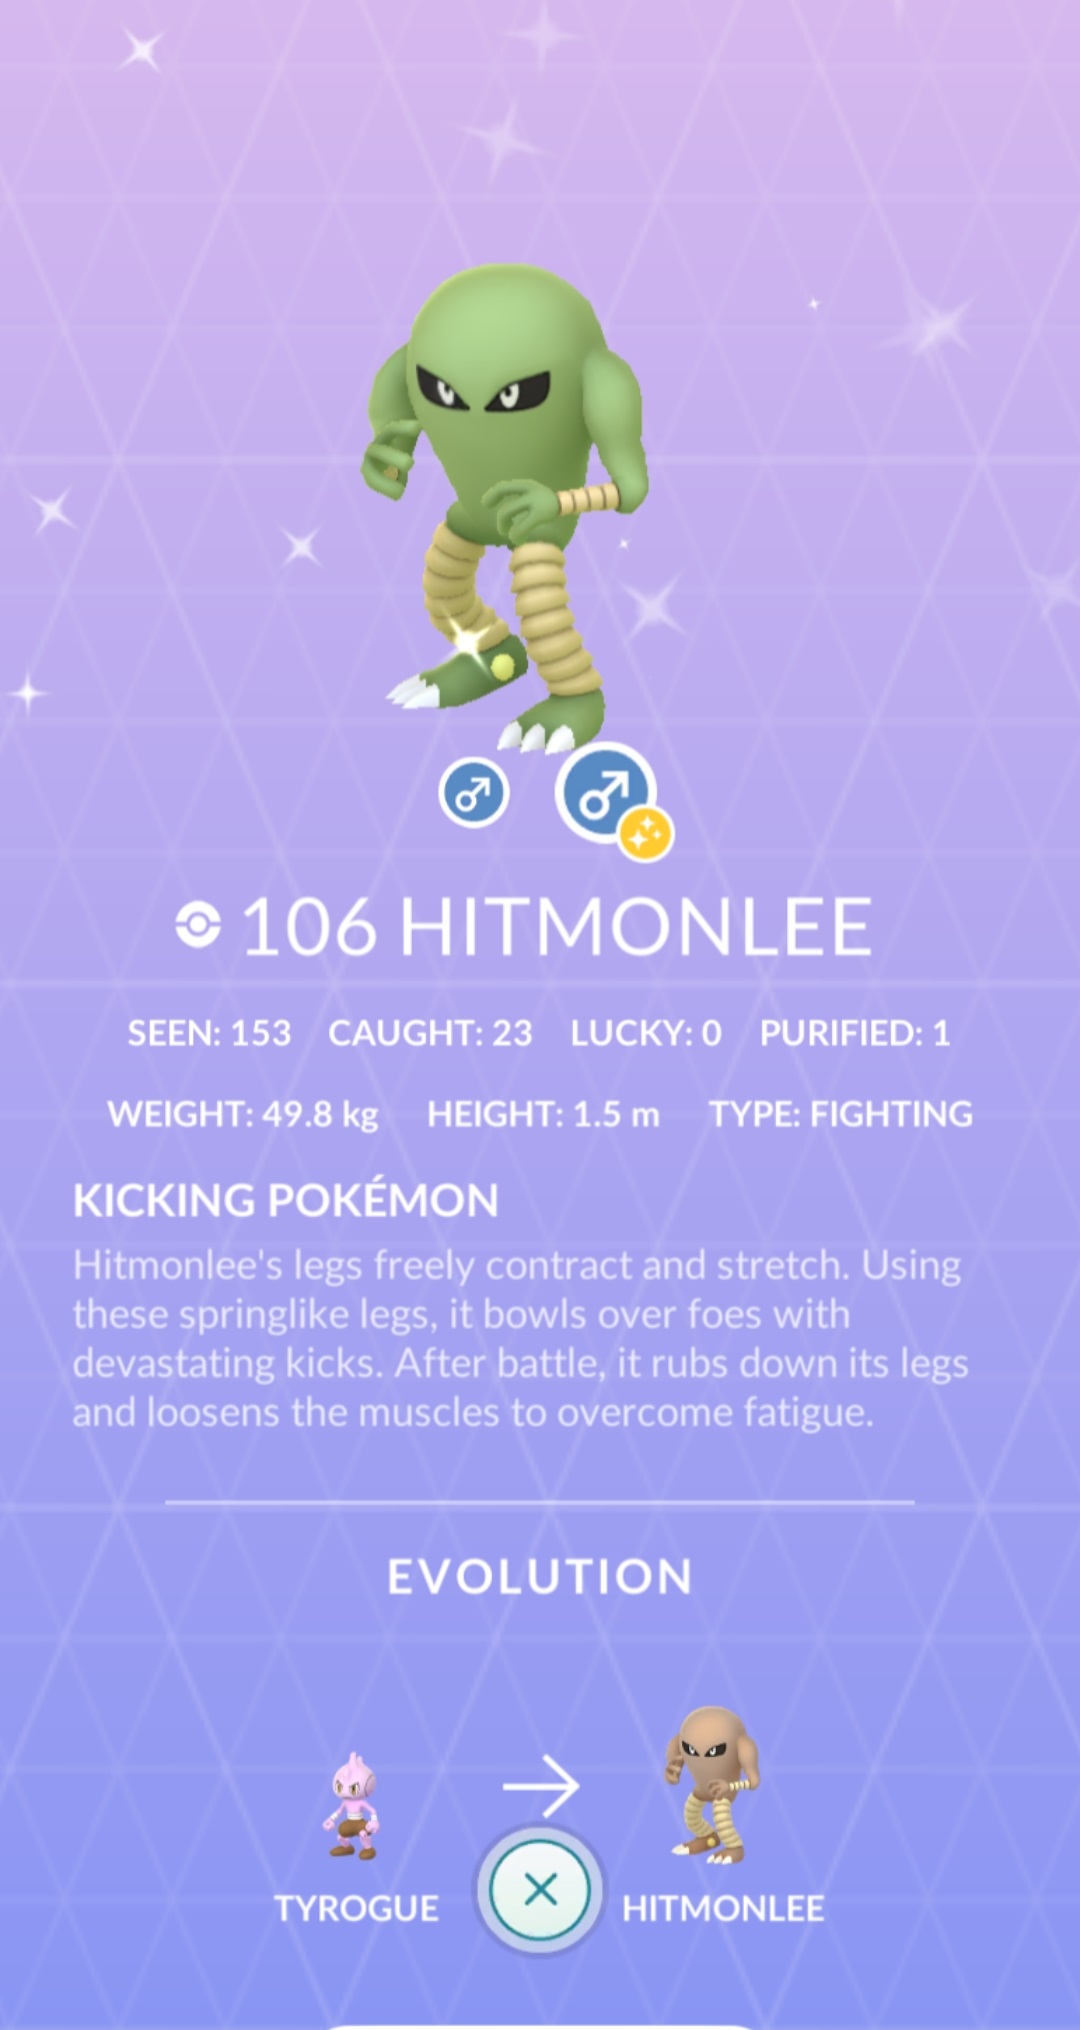 106 HITMONLEE
SEEN: 153 CAUGHT: 23 LUCKY: 0 PURIFIED: 1
WEIGHT: 49.8 kg HEIGHT: 1.5 m TYPE: FIGHTING
KICKING POKÉMON
Hitmonlee's legs freely contract and stretch. Using
these springlike legs, it bowls over foes with
devastating kicks. After battle, it rubs down its legs
and loosens the muscles to overcome fatigue.
EVOLUTION
TYROGUE HITMONLEE